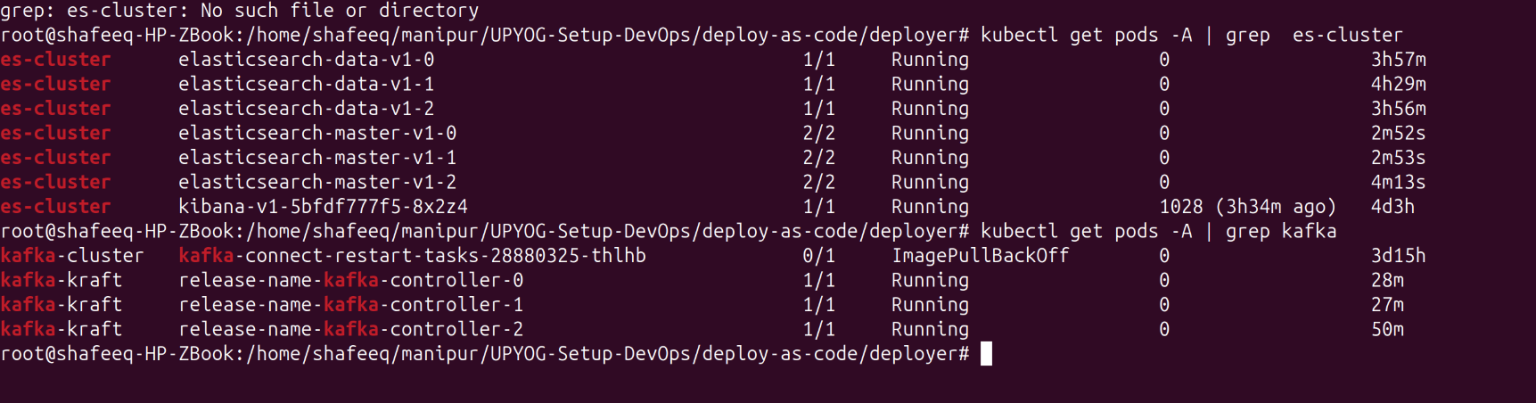 grep: es-cluster: No such file or directory
root@shafeeq-HP-ZBook:/home/shafeeq/manipur/UPYOG-Setup-DevOps/deploy-as-code/deployer# kubectl get pods -A | grep  es-cluster
es-cluster      elasticsearch-data-v1-0                                 1/1     Running             0                  3h57m
es-cluster      elasticsearch-data-v1-1                                 1/1     Running             0                  4h29m
es-cluster      elasticsearch-data-v1-2                                 1/1     Running             0                  3h56m
es-cluster      elasticsearch-master-v1-0                               2/2     Running             0                  2m52s
es-cluster      elasticsearch-master-v1-1                               2/2     Running             0                  2m53s
es-cluster      elasticsearch-master-v1-2                               2/2     Running             0                  4m13s
es-cluster      kibana-v1-5bfdf777f5-8x2z4                              1/1     Running             1028 (3h34m ago)   4d3h
root@shafeeq-HP-ZBook:/home/shafeeq/manipur/UPYOG-Setup-DevOps/deploy-as-code/deployer# kubectl get pods -A | grep kafka
kafka-cluster   kafka-connect-restart-tasks-28880325-thlhb              0/1     ImagePullBackOff    0                  3d15h
kafka-kraft     release-name-kafka-controller-0                         1/1     Running             0                  28m
kafka-kraft     release-name-kafka-controller-1                         1/1     Running             0                  27m
kafka-kraft     release-name-kafka-controller-2                         1/1     Running             0                  50m
root@shafeeq-HP-ZBook:/home/shafeeq/manipur/UPYOG-Setup-DevOps/deploy-as-code/deployer#